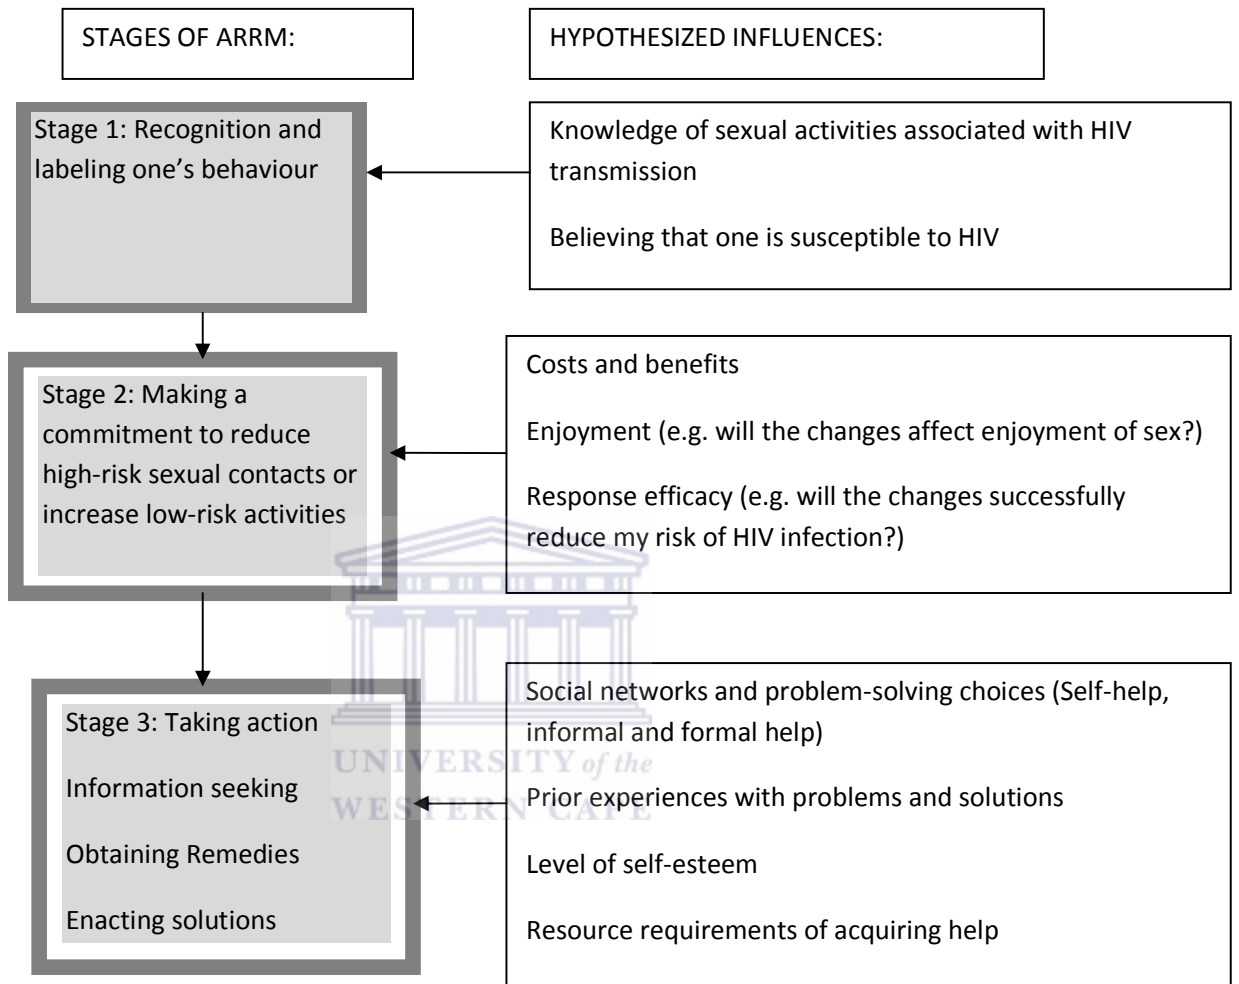 STAGES OF ARRM:
HYPOTHESIZED INFLUENCES:
Stage 1: Recognition and
labeling one’s behaviour
Knowledge of sexual activities associated with HIV
transmission
Believing that one is susceptible to HIV
Stage 2: Making a
commitment to reduce
high-risk sexual contacts or
increase low-risk activities
Costs and benefits
Enjoyment (e.g. will the changes affect enjoyment of sex?)
Response efficacy (e.g. will the changes successfully
reduce my risk of HIV infection?)
Stage 3: Taking action
Information seeking
Obtaining Remedies
Enacting solutions
Social networks and problem-solving choices (Self-help,
informal and formal help)
Prior experiences with problems and solutions
Level of self-esteem
Resource requirements of acquiring help
UNIVERSITY of the
WESTERN CAPE